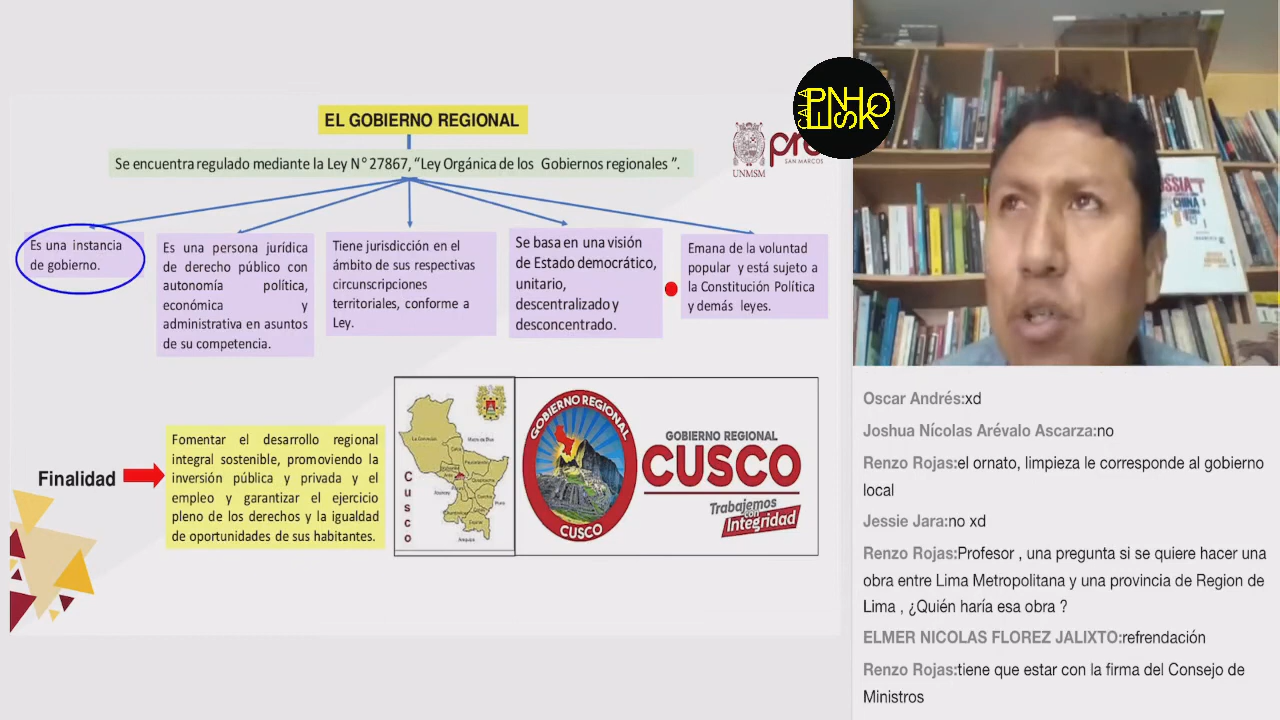 EL GOBIERNO REGIONAL
Se encuentra regulado mediante la Ley N° 27867, “Ley Orgánica de los Gobiernos regionales ”.
UNMSM
pre
SAN MARCOS
ESCALA
PNHO
ESK
Es una instancia
de gobierno.
Es una persona jurídica
de derecho público con
autonomía política,
económica y
administrativa en asuntos
de su competencia.
Tiene jurisdicción en el
ámbito de sus respectivas
circunscripciones
territoriales, conforme a
Ley.
Se basa en una visión
de Estado democrático,
unitario,
descentralizado y
desconcentrado.
Emana de la voluntad
popular y está sujeto a
la Constitución Política
y demás leyes.
Finalidad
Fomentar el desarrollo regional
integral sostenible, promoviendo la
inversión pública y privada y el
empleo y garantizar el ejercicio
pleno de los derechos y la igualdad
de oportunidades de sus habitantes.
Cusco
GOBIERNO REGIONAL
CUSCO
GOBIERNO REGIONAL
CUSCO
Trabajemos
con
Integridad
CHINA
Oscar Andrés:xd
Joshua Nícolas Arévalo Ascarza:no
Renzo Rojas:el ornato, limpieza le corresponde al gobierno
local
Jessie Jara:no xd
Renzo Rojas:Profesor , una pregunta si se quiere hacer una
obra entre Lima Metropolitana y una provincia de Region de
Lima , ¿Quién haría esa obra ?
ELMER NICOLAS FLOREZ JALIXTO:refrendación
Renzo Rojas:tiene que estar con la firma del Consejo de
Ministros